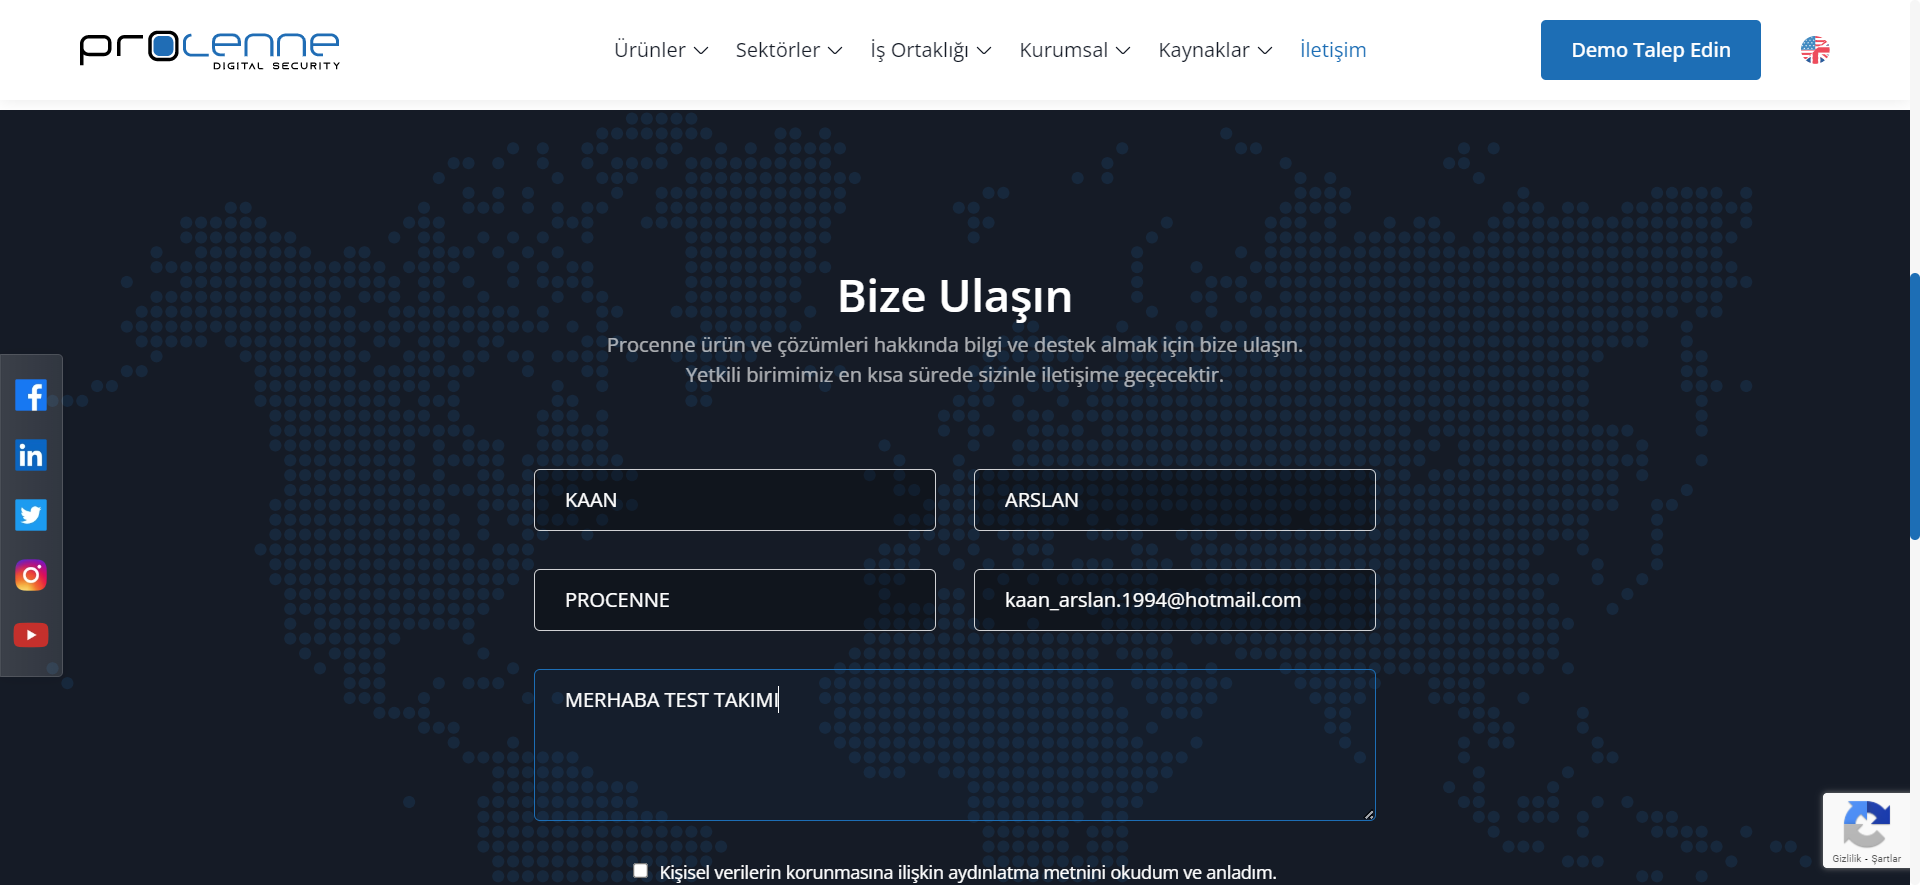 procenne
DIGITAL SECURITY
Ürünler
Sektörler
İş Ortaklığı
Kurumsal
Kaynaklar
İletişim
Demo Talep Edin
Bize Ulaşın
Procenne ürün ve çözümleri hakkında bilgi ve destek almak için bize ulaşın.
Yetkili birimimiz en kısa sürede sizinle iletişime geçecektir.
KAAN
ARSLAN
PROCENNE
kaan_arslan.1994@hotmail.com
MERHABA TEST TAKIMI
Kişisel verilerin korunmasına ilişkin aydınlatma metnini okudum ve anladım.
Gizlilik - Şartlar